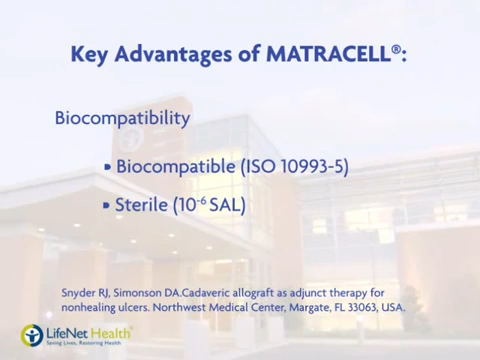 Key Advantages of MATRACELL®:
Biocompatibility
Biocompatible (ISO 10993-5)
Sterile (10⁻⁶ SAL)
Snyder RJ, Simonson DA.Cadaveric allograft as adjunct therapy for
nonhealing ulcers. Northwest Medical Center, Margate, FL 33063, USA.
LifeNet Health®
Saving Lives, Restoring Health.